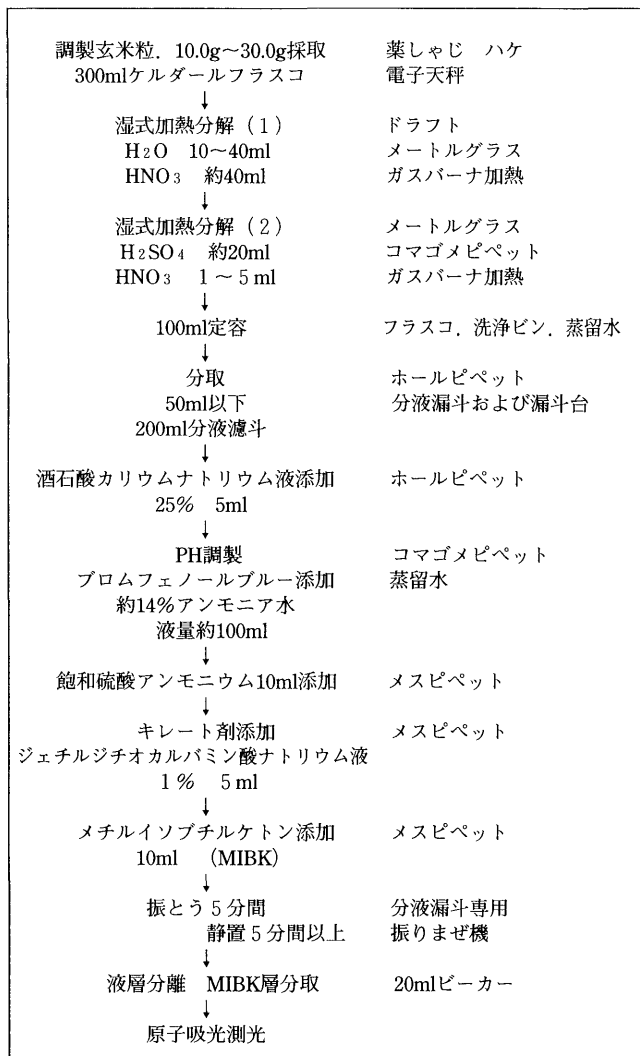 調製玄米粒．10.0g～30.0g採取　薬しゃじ　ハケ
300mlケルダールフラスコ　電子天秤
↓
湿式加熱分解（1）　ドラフト
H2O　10～40ml　メートルグラス
HNO3　約40ml　ガスバーナ加熱
↓
湿式加熱分解（2）　メートルグラス
H2SO4　約20ml　コマゴメピペット
HNO3　1～5ml　ガスバーナ加熱
↓
100ml定容　フラスコ．洗浄ビン．蒸留水
↓
分取　ホールピペット
50ml以下　分液漏斗および漏斗台
200ml分液濾斗
↓
酒石酸カリウムナトリウム液添加　ホールピペット
25%　5ml
↓
PH調製　コマゴメピペット
ブロムフェノールブルー添加　蒸留水
約14%アンモニア水
液量約100ml
↓
飽和硫酸アンモニウム10ml添加　メスピペット
↓
キレート剤添加　メスピペット
ジェチルジチオカルバミン酸ナトリウム液
1%　5ml
↓
メチルイソブチルケトン添加　メスピペット
10ml　(MIBK)
↓
振とう5分間　分液漏斗専用
静置5分間以上　振りまぜ機
↓
液層分離　MIBK層分取　20mlビーカー
↓
原子吸光測光